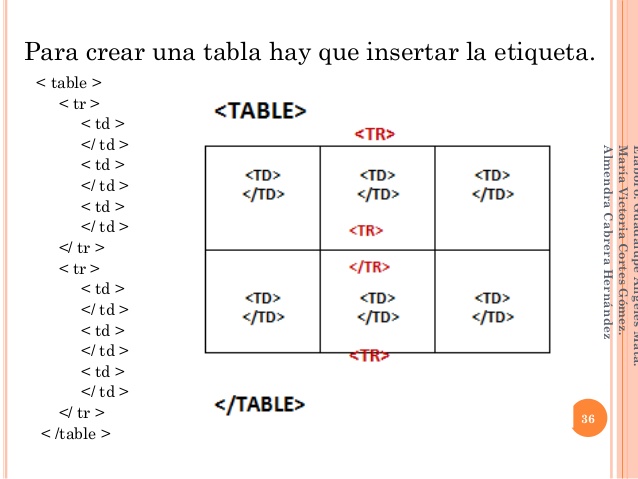 Para crear una tabla hay que insertar la etiqueta.
< table >
< tr >
< td >
</ td >
< td >
</ td >
< td >
</ td >
</ tr >
< tr >
< td >
</ td >
< td >
</ td >
< td >
</ td >
</ tr >
< /table >
<TABLE>
<TR>
<TD> <TD> <TD>
</TD> </TD> </TD>
<TR>
</TR>
<TD> <TD> <TD>
</TD> </TD> </TD>
<TR>
</TABLE>
Elaboró: Guadalupe Ángeles Mata.
María Victoria Cortes Gómez.
Almendra Cabrera Hernández
36